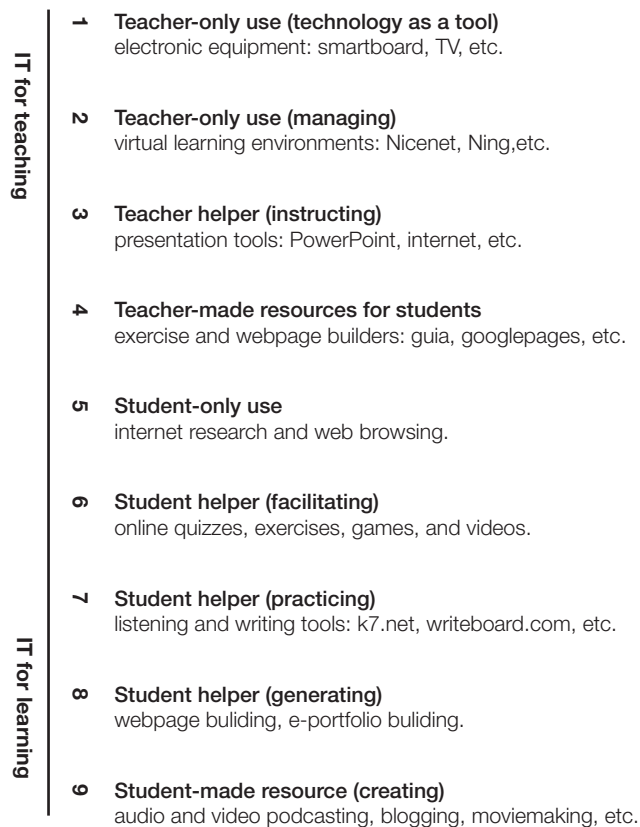 IT for teaching
1 Teacher-only use (technology as a tool)
electronic equipment: smartboard, TV, etc.
2 Teacher-only use (managing)
virtual learning environments: Nicenet, Ning,etc.
3 Teacher helper (instructing)
presentation tools: PowerPoint, internet, etc.
4 Teacher-made resources for students
exercise and webpage builders: guia, googlepages, etc.
5 Student-only use
internet research and web browsing.
6 Student helper (facilitating)
online quizzes, exercises, games, and videos.
7 Student helper (practicing)
listening and writing tools: k7.net, writeboard.com, etc.
IT for learning
8 Student helper (generating)
webpage buliding, e-portfolio buliding.
9 Student-made resource (creating)
audio and video podcasting, blogging, moviemaking, etc.